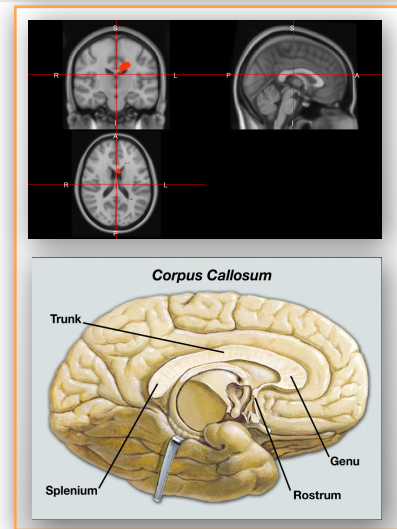 S
S
R
L
P
A
I
I
A
R
L
P
Corpus Callosum
Trunk
Genu
Splenium
Rostrum